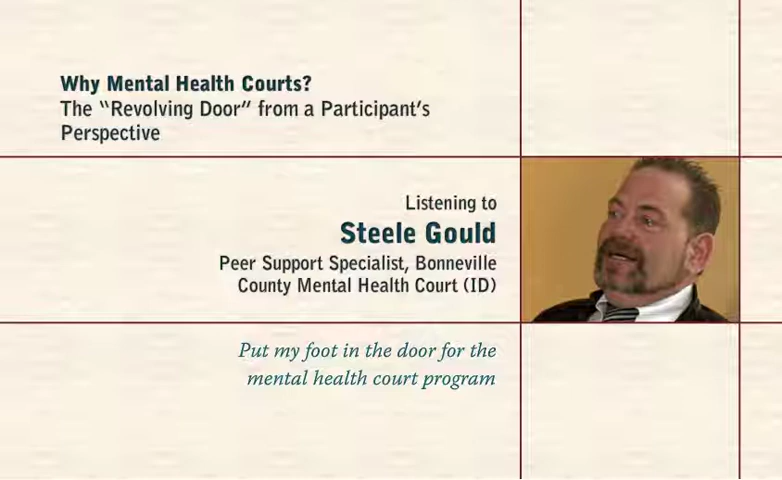 Why Mental Health Courts?
The “Revolving Door” from a Participant’s
Perspective
Listening to
Steele Gould
Peer Support Specialist, Bonneville
County Mental Health Court (ID)
Put my foot in the door for the
mental health court program